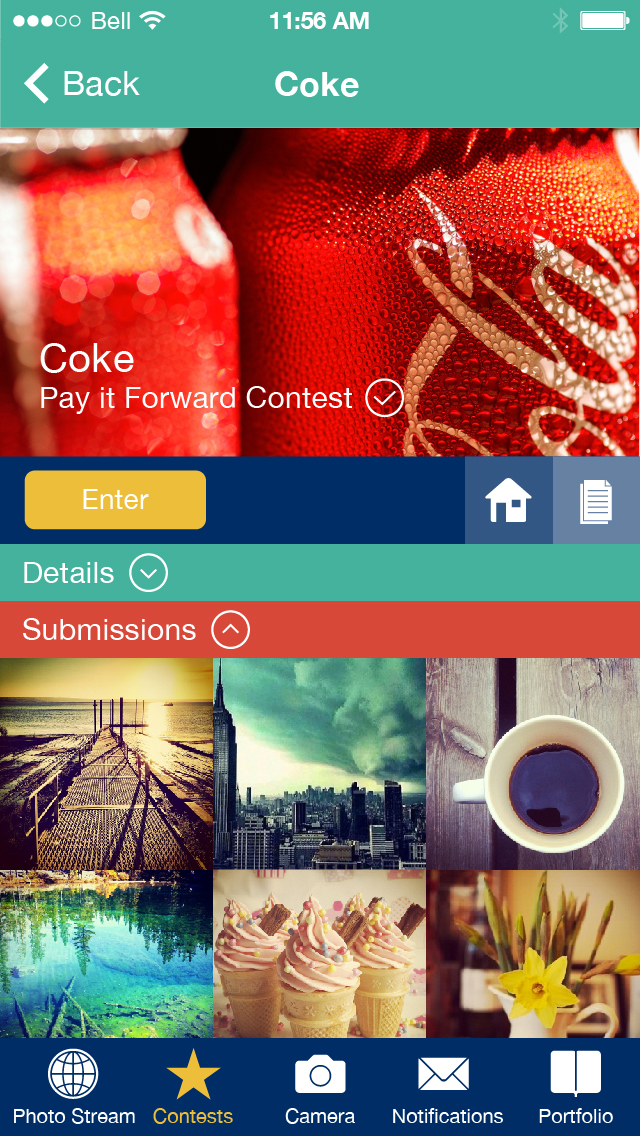 Bell 11:56 AM
Back Coke
Coke
Pay it Forward Contest
Enter
Details
Submissions
Photo Stream Contests Camera Notifications Portfolio